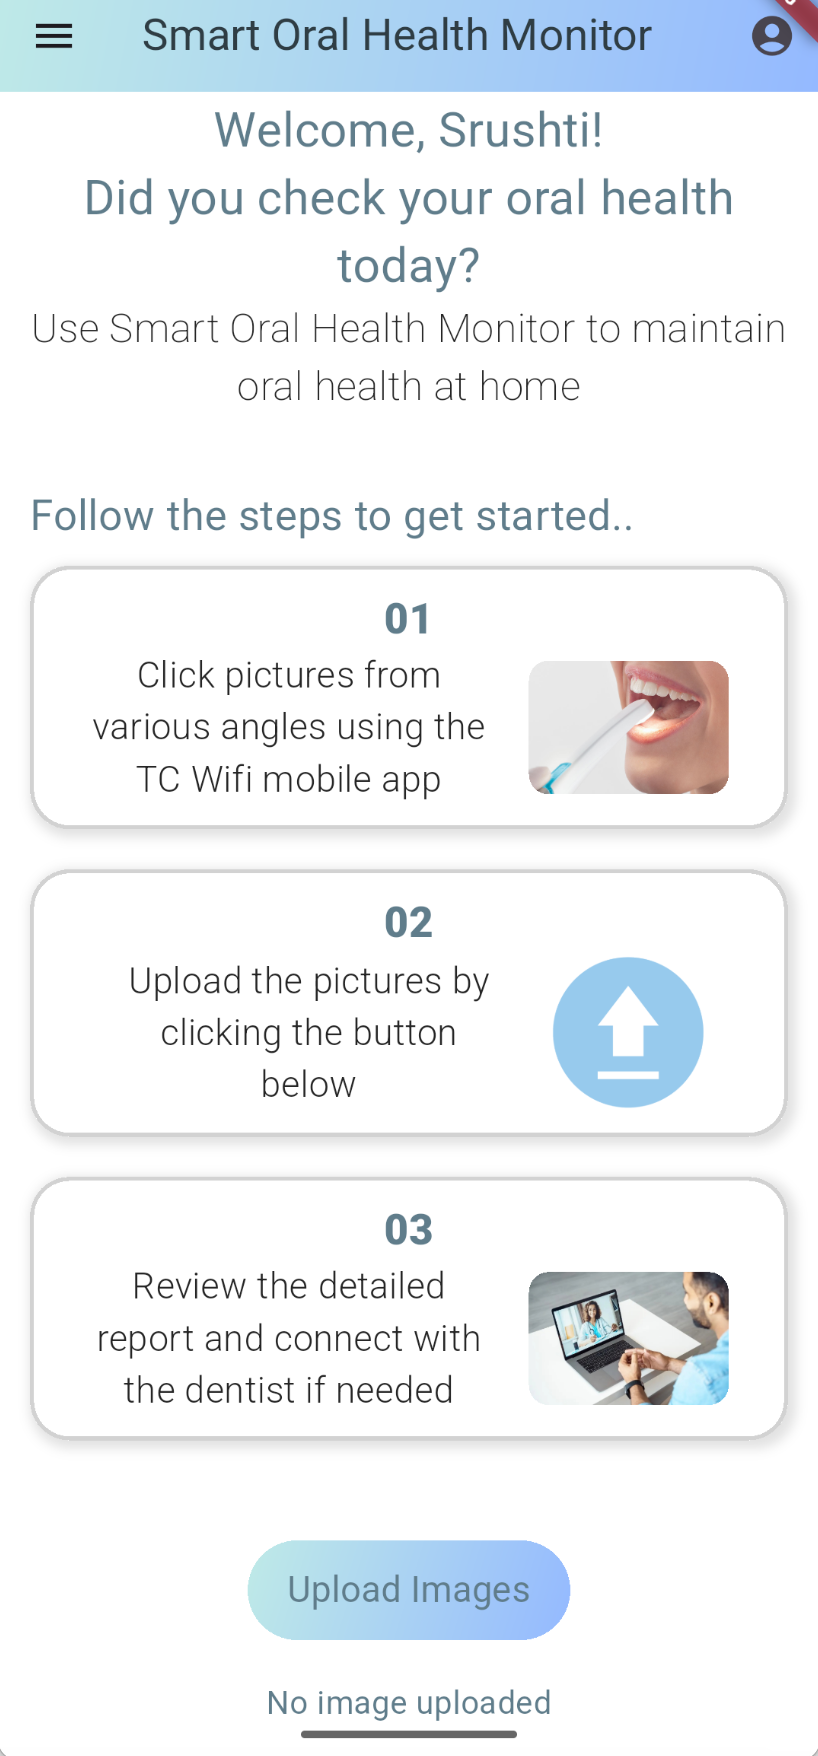 Smart Oral Health Monitor
Welcome, Srushti!
Did you check your oral health
today?
Use Smart Oral Health Monitor to maintain
oral health at home
Follow the steps to get started..
01
Click pictures from
various angles using the
TC Wifi mobile app
02
Upload the pictures by
clicking the button
below
03
Review the detailed
report and connect with
the dentist if needed
Upload Images
No image uploaded